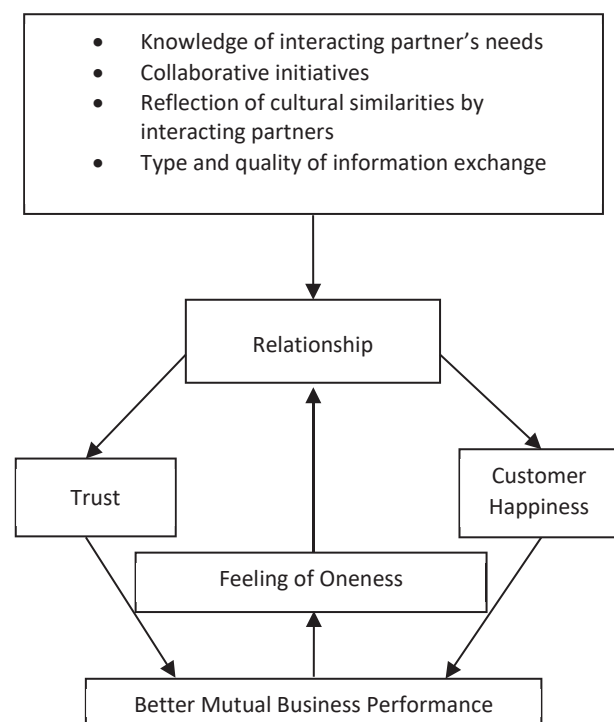 • Knowledge of interacting partner’s needs
• Collaborative initiatives
• Reflection of cultural similarities by
interacting partners
• Type and quality of information exchange
Relationship
Trust
Customer
Happiness
Feeling of Oneness
Better Mutual Business Performance